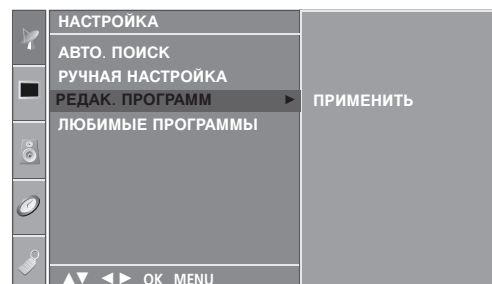 НАСТРОЙКА
АВТО. ПОИСК
РУЧНАЯ НАСТРОЙКА
РЕДАК. ПРОГРАММ ► ПРИМЕНИТЬ
ЛЮБИМЫЕ ПРОГРАММЫ
▲▼ ◄► OK MENU